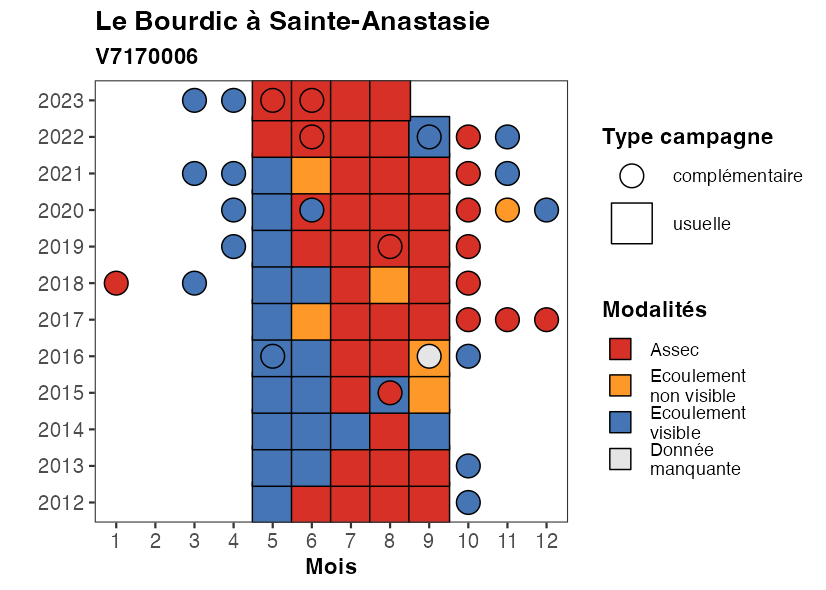 Le Bourdic à Sainte-Anastasie
V7170006
2023
2022
2021
2020
2019
2018
2017
2016
2015
2014
2013
2012
1 2 3 4 5 6 7 8 9 10 11 12
Mois
Type campagne
complémentaire
usuelle
Modalités
Assec
Ecoulement
non visible
Ecoulement
visible
Donnée
manquante